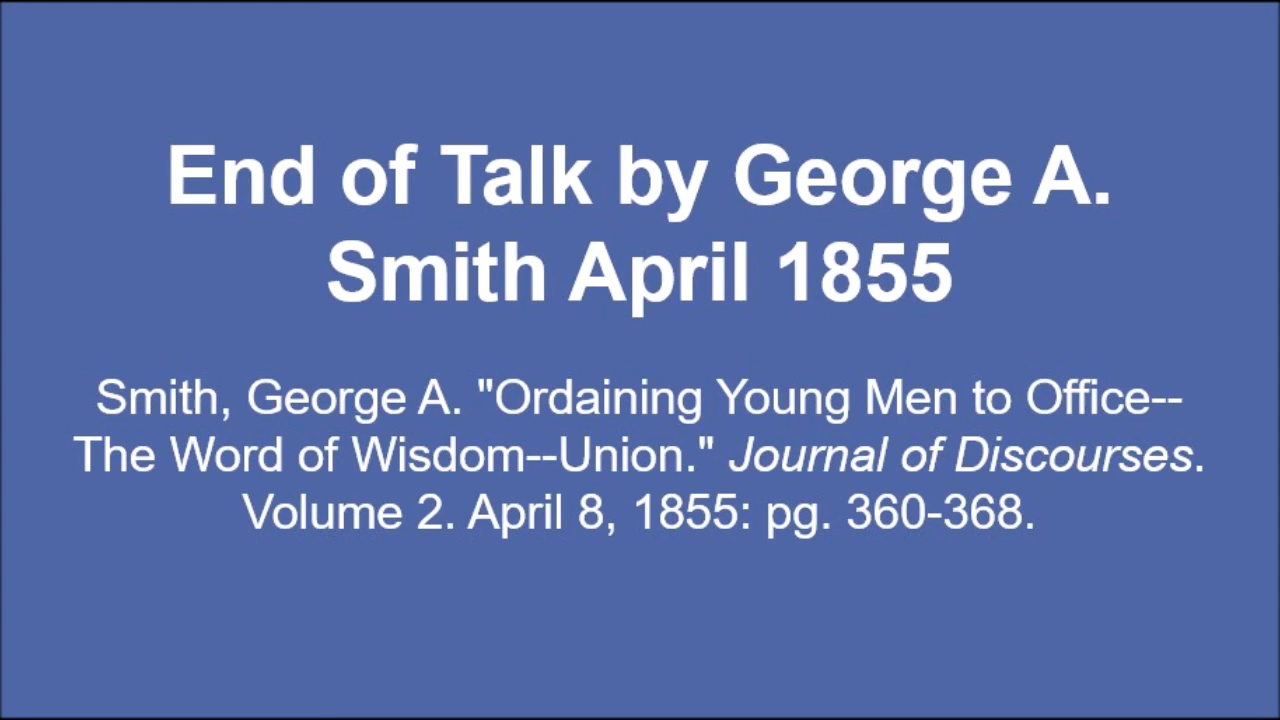 End of Talk by George A.
Smith April 1855
Smith, George A. "Ordaining Young Men to Office--
The Word of Wisdom--Union." Journal of Discourses.
Volume 2. April 8, 1855: pg. 360-368.